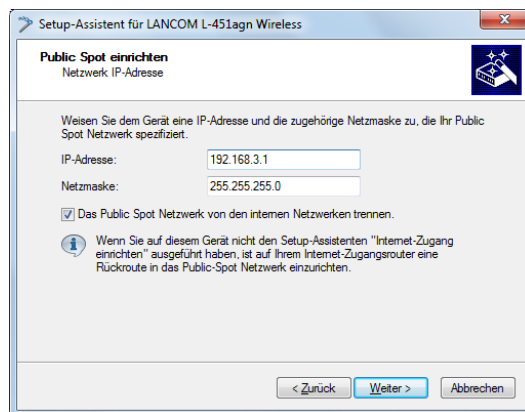 Setup-Assistent für LANCOM L-451agn Wireless
Public Spot einrichten
Netzwerk IP-Adresse
Weisen Sie dem Gerät eine IP-Adresse und die zugehörige Netzmaske zu, die Ihr Public
Spot Netzwerk spezifiziert.
IP-Adresse: 192.168.3.1
Netzmaske: 255.255.255.0
Das Public Spot Netzwerk von den internen Netzwerken trennen.
Wenn Sie auf diesem Gerät nicht den Setup-Assistenten "Internet-Zugang
einrichten" ausgeführt haben, ist auf Ihrem Internet-Zugangsrouter eine
Rückroute in das Public-Spot Netzwerk einzurichten.
< Zurück Weiter > Abbrechen